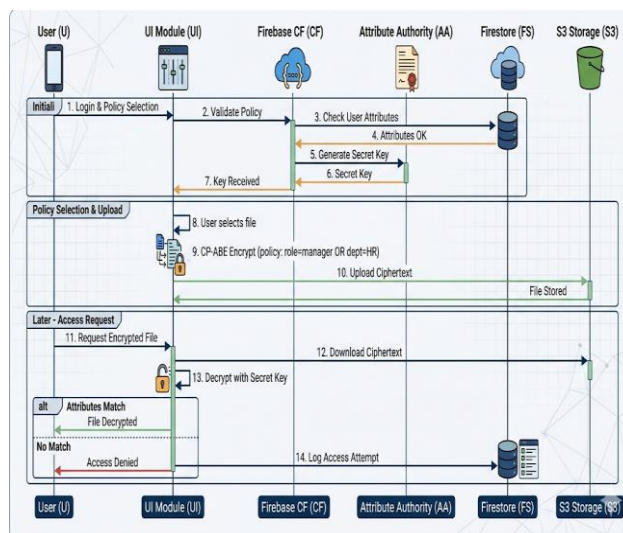 User (U)
UI Module (UI)
Firebase CF (CF)
Attribute Authority (AA)
Firestore (FS)
S3 Storage (S3)
Initiali
1. Login & Policy Selection
2. Validate Policy
3. Check User Attributes
4. Attributes OK
5. Generate Secret Key
6. Secret Key
7. Key Received
Policy Selection & Upload
8. User selects file
9. CP-ABE Encrypt (policy: role=manager OR dept=HR)
10. Upload Ciphertext
File Stored
Later - Access Request
11. Request Encrypted File
12. Download Ciphertext
13. Decrypt with Secret Key
alt
Attributes Match
File Decrypted
No Match
Access Denied
14. Log Access Attempt
User (U)
UI Module (UI)
Firebase CF (CF)
Attribute Authority (AA)
Firestore (FS)
S3 Storage (S3)